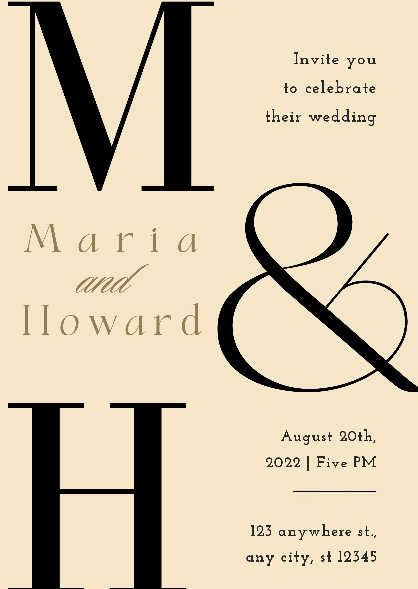 M
Invite you
to celebrate
their wedding
Maria
and
Howard
&
H
August 20th,
2022 | Five PM
123 anywhere st.,
any city, st 12345